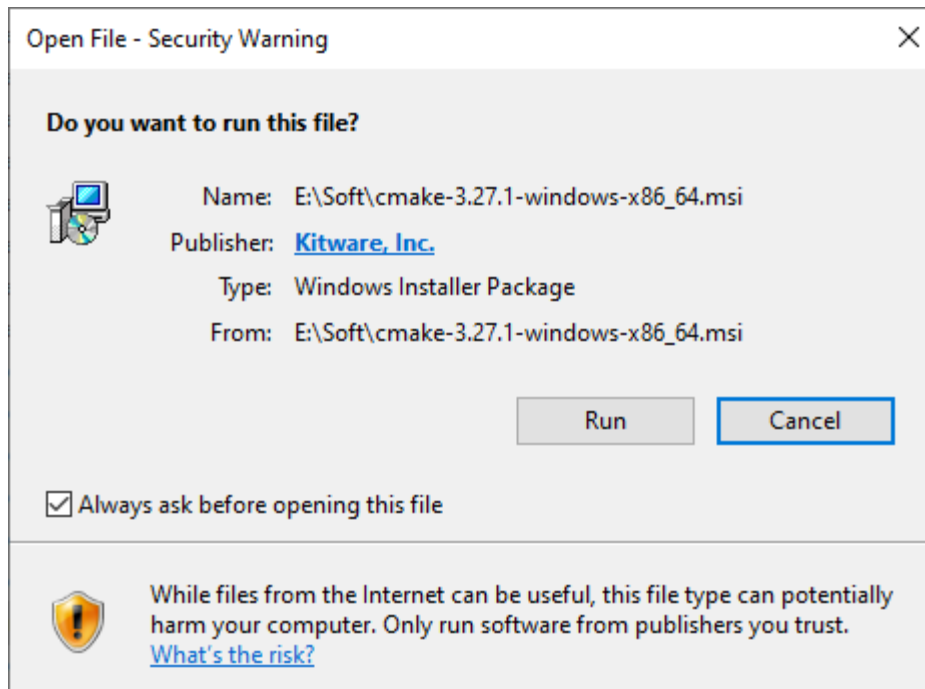 Open File - Security Warning
Do you want to run this file?
Name: E:\Soft\cmake-3.27.1-windows-x86_64.msi
Publisher: Kitware, Inc.
Type: Windows Installer Package
From: E:\Soft\cmake-3.27.1-windows-x86_64.msi
Run Cancel
Always ask before opening this file
While files from the Internet can be useful, this file type can potentially
harm your computer. Only run software from publishers you trust.
What's the risk?